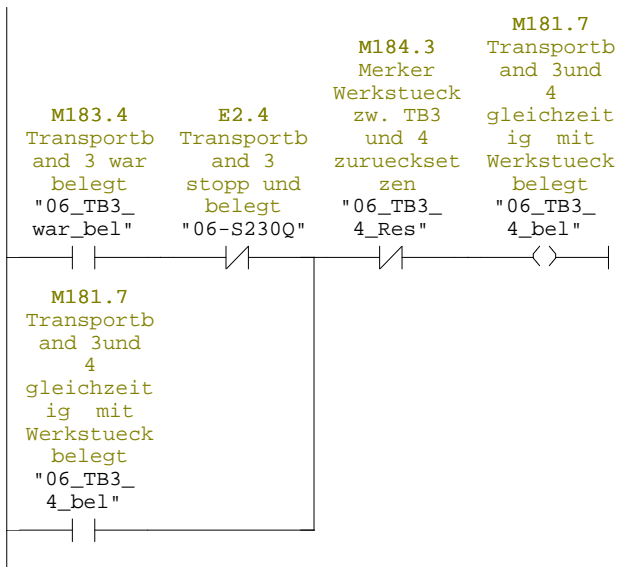 M183.4
Transportb
and 3 war
belegt
"06_TB3_
war_bel"
E2.4
Transportb
and 3
stopp und
belegt
"06-S230Q"
M184.3
Merker
Werkstueck
zw. TB3
und 4
zuruecksет
zen
"06_TB3_
4_Res"
M181.7
Transportb
and 3und
4
gleichzeit
ig mit
Werkstueck
belegt
"06_TB3_
4_bel"
M181.7
Transportb
and 3und
4
gleichzeit
ig mit
Werkstueck
belegt
"06_TB3_
4_bel"